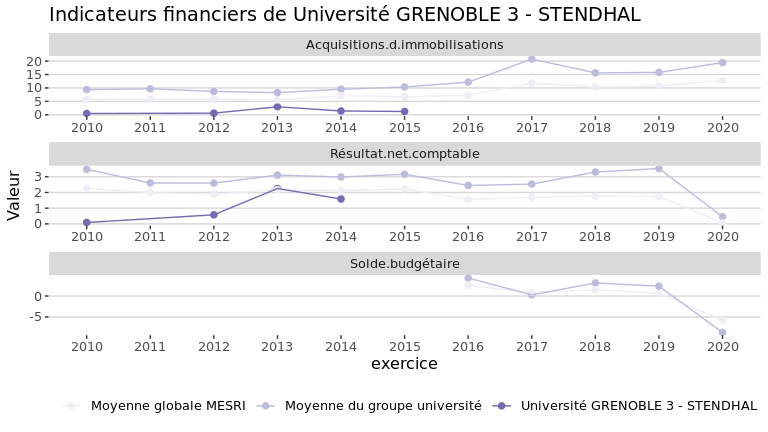 Indicateurs financiers de Université GRENOBLE 3 - STENDHAL
Acquisitions.d.immobilisations
20
15
10
5
0
2010 2011 2012 2013 2014 2015 2016 2017 2018 2019 2020
Résultat.net.comptable
3
2
1
0
2010 2011 2012 2013 2014 2015 2016 2017 2018 2019 2020
Valeur
Solde.budgétaire
0
-5
2010 2011 2012 2013 2014 2015 2016 2017 2018 2019 2020
exercice
Moyenne globale MESRI Moyenne du groupe université Université GRENOBLE 3 - STENDHAL